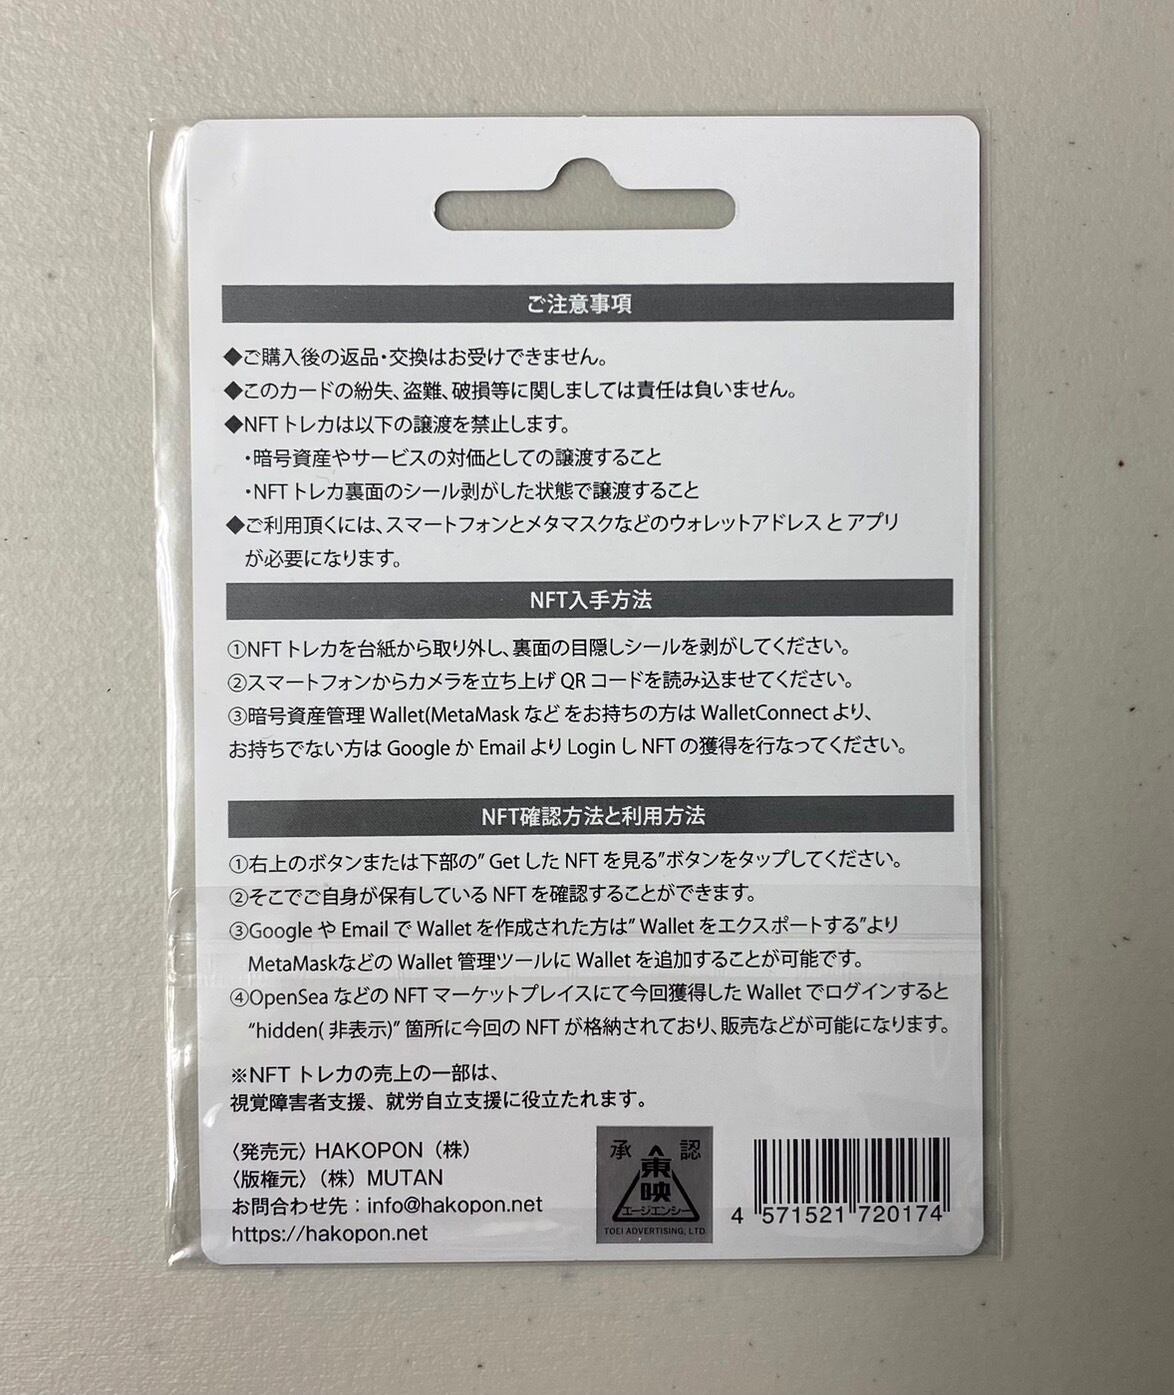 ご注意事項
◆ご購入後の返品・交換はお受けできません。
◆このカードの紛失、盗難、破損等に関しましては責任は負いません。
◆NFTトレカは以下の譲渡を禁止します。
・暗号資産やサービスの対価としての譲渡すること
・NFTトレカ裏面のシール剥がした状態で譲渡すること
◆ご利用頂くには、スマートフォンとメタマスクなどのウォレットアドレス と アプリ
が必要になります。
NFT入手方法
①NFTトレカを台紙から取り外し、裏面の目隠しシールを剥がしてください。
②スマートフォンからカメラを立ち上げ QR コードを読み込ませてください。
③暗号資産管理 Wallet(MetaMask など をお持ちの方は WalletConnect より、
お持ちでない方は Google か Email より Login し NFT の獲得を行なってください。
NFT確認方法と利用方法
①右上のボタンまたは下部の” Get した NFT を見る”ボタンをタップしてください。
②そこでご自身が保有している NFT を確認することができます。
③Google や Email で Wallet を作成された方は” Wallet をエクスポートする”より
MetaMaskなどの Wallet 管理ツールに Wallet を追加することが可能です。
④OpenSea などの NFT マーケットプレイスにて今回獲得した Wallet でログインすると
“hidden( 非表示)” 箇所に今回の NFT が格納されており、販売などが可能になります。
※NFT トレカの売上の一部は、
視覚障害者支援、就労自立支援に役立たれます。
〈発売元〉HAKOPON（株）
〈版権元〉（株）MUTAN
お問合わせ先：info@hakopon.net
https://hakopon.net
承認
東映
エージエンシー
TOEI ADVERTISING, LTD.
4 571521 720174